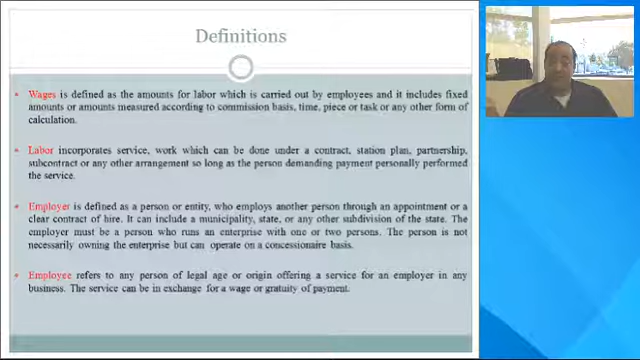 Definitions
Wages is defined as the amounts for labor which is carried out by employees and it includes fixed
amounts or amounts measured according to commission basis, time, piece or task or any other form of
calculation.
Labor incorporates service, work which can be done under a contract, station plan, partnership,
subcontract or any other arrangement so long as the person demanding payment personally performed
the service.
Employer is defined as a person or entity, who employs another person through an appointment or a
clear contract of hire. It can include a municipality, state, or any other subdivision of the state. The
employer must be a person who runs an enterprise with one or two persons. The person is not
necessarily owning the enterprise but can operate on a concessionaire basis.
Employee refers to any person of legal age or origin offering a service for an employer in any
business. The service can be in exchange for a wage or gratuity of payment.